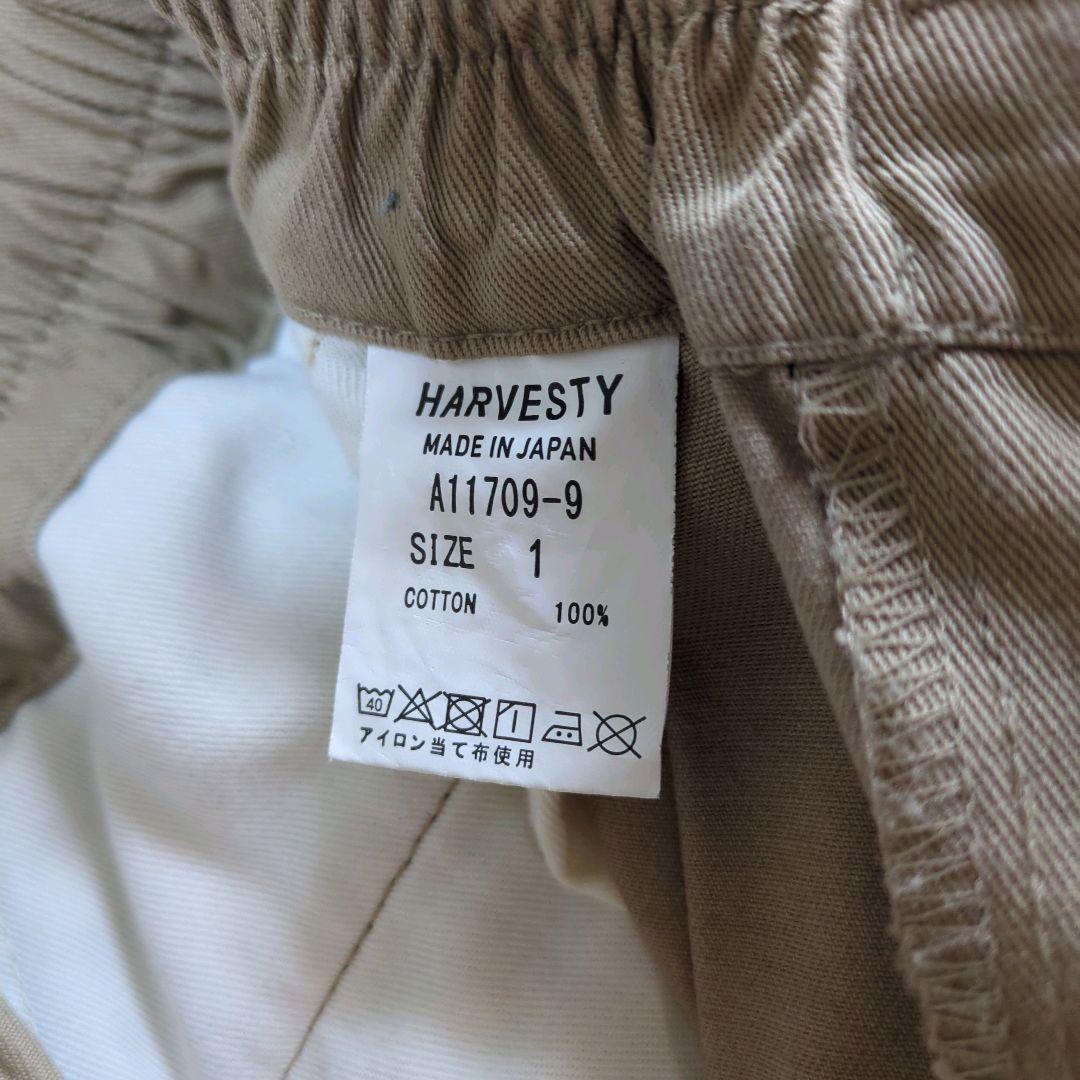 HARVESTY
MADE IN JAPAN
A11709-9
SIZE 1
COTTON 100%
40
アイロン当て布使用